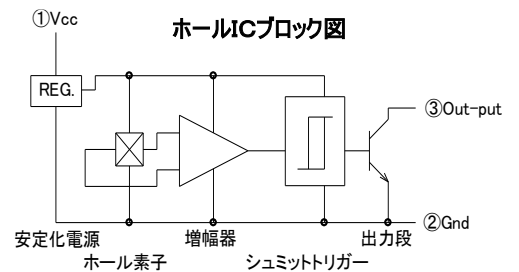 ①Vcc
ホールICブロック図
REG.
③Out-put
②Gnd
安定化電源
増幅器
出力段
ホール素子
シュミットトリガー